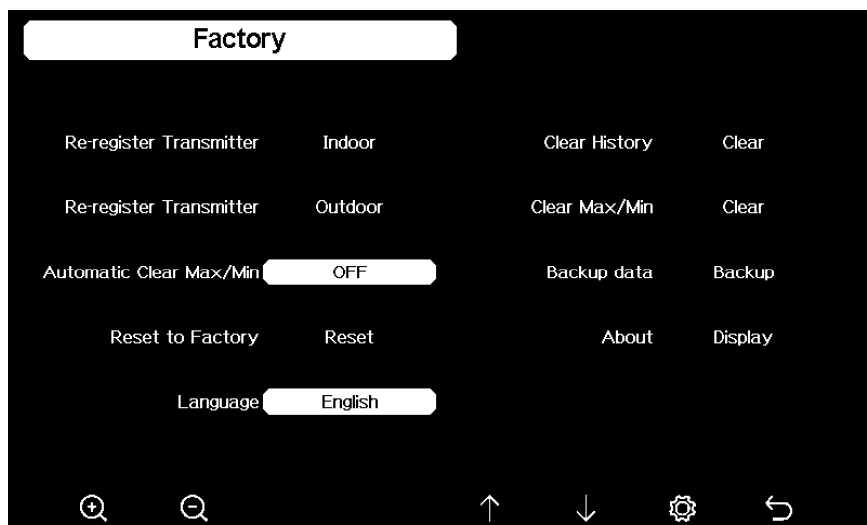 Factory
Re-register Transmitter Indoor Clear History Clear
Re-register Transmitter Outdoor Clear Max/Min Clear
Automatic Clear Max/Min OFF Backup data Backup
Reset to Factory Reset About Display
Language English